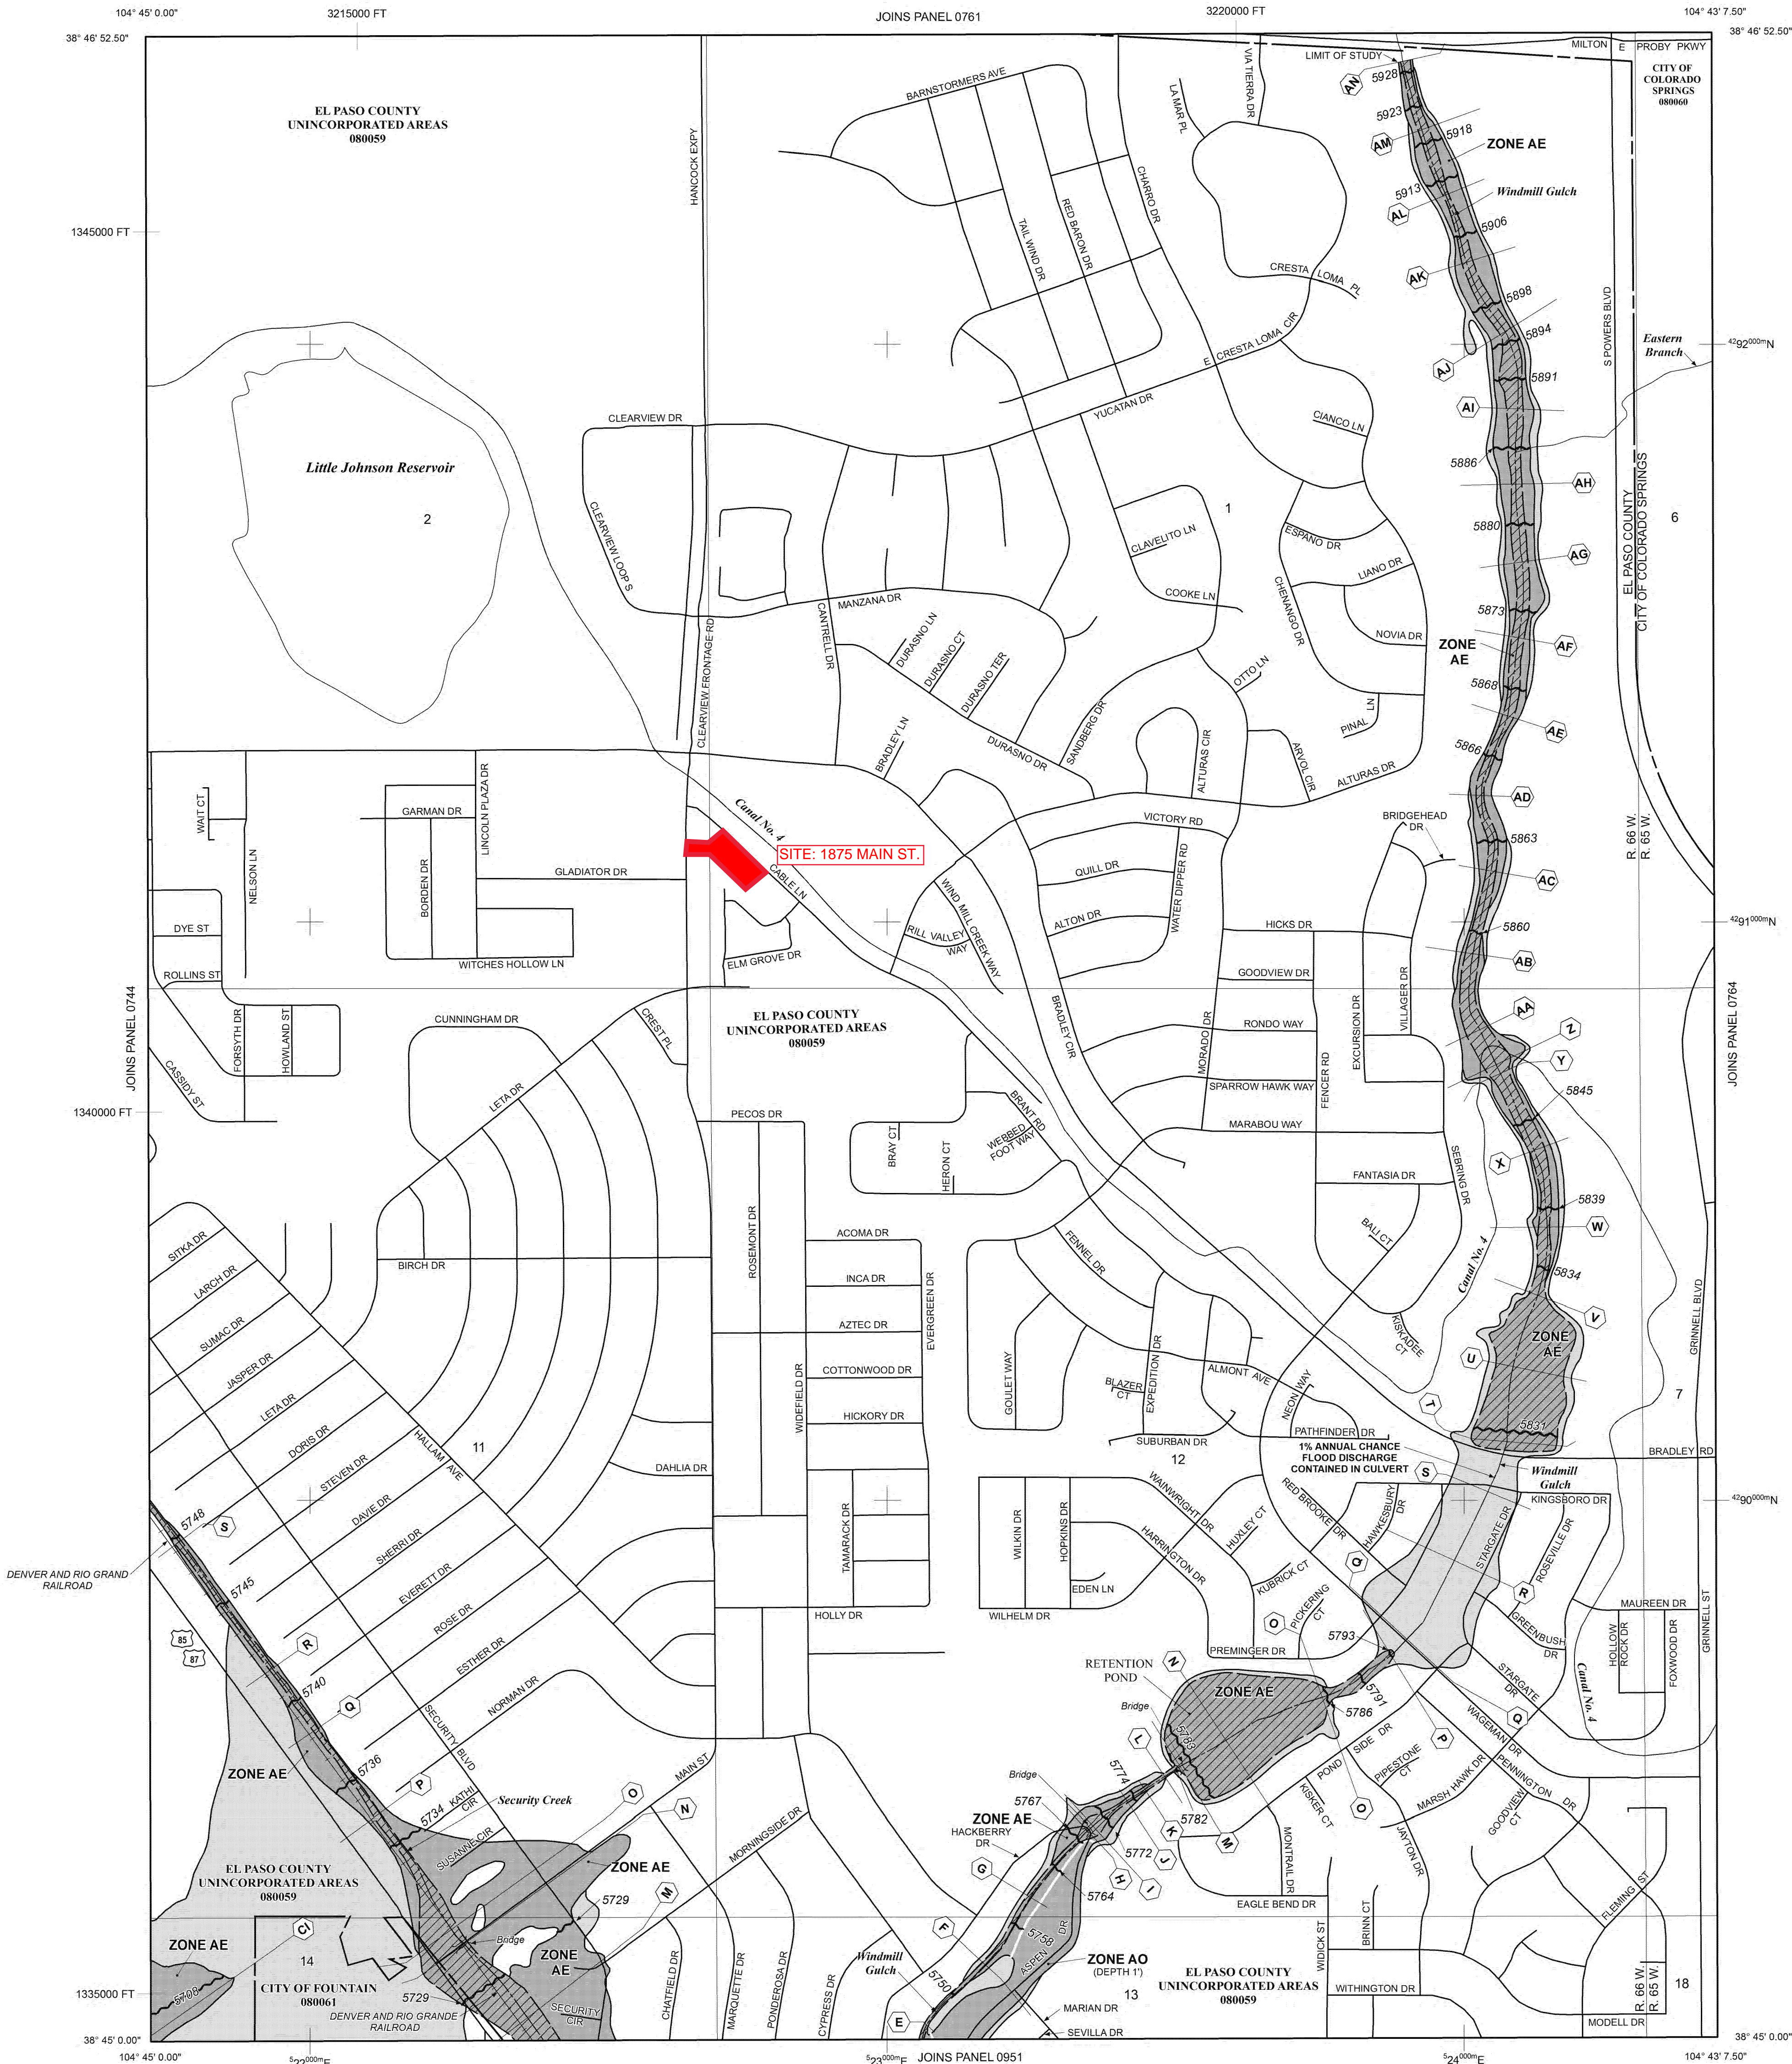 104° 45' 0.00"
3215000 FT
JOINS PANEL 0761
3220000 FT
104° 43' 7.50"
38° 46' 52.50"
38° 46' 52.50"
MILTON E PROBY PKWY
LIMIT OF STUDY
CITY OF
COLORADO
SPRINGS
080060
EL PASO COUNTY
UNINCORPORATED AREAS
080059
HANCOCK EXPY
BARNSTORMERS AVE
TAIL WIND DR
RED BARON DR
CHARRO DR
LA MAR PL
VIA TIERRA DR
AN
5928
5923
AM
5918
ZONE AE
5913
AL
Windmill Gulch
5906
1345000 FT
CRESTA LOMA PL
AK
5898
5894
E CRESTA LOMA CIR
S POWERS BLVD
Eastern
Branch
4292000mN
AJ
5891
YUCATAN DR
CLEARVIEW DR
CIANCO LN
AI
Little Johnson Reservoir
2
5886
CLEARVIEW LOOP S
AH
1
6
EL PASO COUNTY
CITY OF COLORADO SPRINGS
CLAVELITO LN
ESPANO DR
5880
AG
LIANO DR
COOKE LN
CHENANGO DR
MANZANA DR
CANTRELL DR
5873
NOVIA DR
ZONE
AE
AF
DURASNO LN
DURASNO CT
DURASNO TER
CLEARVIEW FRONTAGE RD
OTTO LN
5868
PINAL LN
AE
SANDBERG DR
BRADLEY LN
DURASNO DR
ALTURAS CIR
ARVOL CIR
ALTURAS DR
5866
AD
WAIT CT
NELSON LN
GARMAN DR
LINCOLN PLAZA DR
BORDEN DR
Canal No. 4
VICTORY RD
BRIDGEHEAD
DR
5863
R. 66 W.
R. 65 W.
SITE: 1875 MAIN ST.
GLADIATOR DR
CABLE LN
QUILL DR
WATER DIPPER RD
AC
WIND MILL CREEK WAY
ALTON DR
DYE ST
RILL VALLEY
WAY
HICKS DR
5860
4291000mN
WITCHES HOLLOW LN
ELM GROVE DR
GOODVIEW DR
AB
ROLLINS ST
VILLAGER DR
EXCURSION DR
JOINS PANEL 0744
JOINS PANEL 0764
FORSYTH DR
HOWLAND ST
CUNNINGHAM DR
CREST PL
EL PASO COUNTY
UNINCORPORATED AREAS
080059
BRADLEY CIR
MORADO DR
RONDO WAY
FENCER RD
AA
Z
Y
CASSIDY ST
LETA DR
SPARROW HAWK WAY
5845
1340000 FT
PECOS DR
BRANT RD
WEBBED
FOOT WAY
MARABOU WAY
BRAY CT
HERON CT
SEBRING DR
X
FANTASIA DR
5839
W
SITKA DR
ROSEMONT DR
ACOMA DR
BALI CT
FENNEL DR
Canal No. 4
BIRCH DR
LARCH DR
INCA DR
5834
EVERGREEN DR
SUMAC DR
AZTEC DR
KISKADEE
CT
V
ZONE
AE
GRINNELL BLVD
JASPER DR
GOULET WAY
EXPEDITION DR
ALMONT AVE
U
COTTONWOOD DR
BLAZER
CT
NEON WAY
7
LETA DR
WIDEFIELD DR
HICKORY DR
T
5831
DORIS DR
HALLAM AVE
11
SUBURBAN DR
PATHFINDER DR
12
1% ANNUAL CHANCE
FLOOD DISCHARGE
CONTAINED IN CULVERT
BRADLEY RD
STEVEN DR
DAHLIA DR
S
Windmill
Gulch
WAINWRIGHT DR
RED BROOKE DR
HAWKESBURY
DR
KINGSBORO DR
4290000mN
DAVIE DR
5748
S
WILKIN DR
HOPKINS DR
HUXLEY CT
STARGATE DR
ROSEVILLE DR
TAMARACK DR
HARRINGTON DR
SHERRI DR
DENVER AND RIO GRAND
RAILROAD
5745
EVERETT DR
EDEN LN
KUBRICK CT
Q
R
WILHELM DR
HOLLY DR
PICKERING
CT
MAUREEN DR
ROSE DR
O
GREENBUSH
DR
GRINNELL ST
85
87
R
5793
HOLLOW
ROCK DR
FOXWOOD DR
ESTHER DR
PREMINGER DR
RETENTION
POND
N
STARGATE
DR
Canal No. 4
5740
NORMAN DR
ZONE AE
5791
Q
Bridge
5786
Q
SECURITY BLVD
WAGEMAN DR
L
5783
P
5736
MAIN ST
POND SIDE DR
PIPESTONE
CT
ZONE AE
Bridge
5774
MARSH HAWK DR
PENNINGTON DR
P
O
N
KATHI
CIR
Security Creek
5767
KISKER CT
O
GOODVIEW
CT
5734
ZONE AE
HACKBERRY
DR
5782
SUSANNE CIR
MORNINGSIDE DR
K
M
5772
J
MONTRAIL DR
JAYTON DR
EL PASO COUNTY
UNINCORPORATED AREAS
080059
ZONE AE
G
H
I
5764
M
5729
EAGLE BEND DR
FLEMING ST
CI
F
ASPEN DR
5758
WIDICK ST
BRINN CT
ZONE AE
14
Bridge
ZONE
AE
CHATFIELD DR
MARQUETTE DR
PONDEROSA DR
CYPRESS DR
Windmill
Gulch
ZONE AO
(DEPTH 1')
EL PASO COUNTY
UNINCORPORATED AREAS
080059
R. 66 W.
R. 65 W.
18
CITY OF FOUNTAIN
080061
5750
13
WITHINGTON DR
1335000 FT
5708
5729
DENVER AND RIO GRANDE
RAILROAD
SECURITY
CIR
E
MARIAN DR
SEVILLA DR
MODELL DR
38° 45' 0.00"
38° 45' 0.00"
104° 45' 0.00"
522000mE
523000mE
JOINS PANEL 0951
524000mE
104° 43' 7.50"